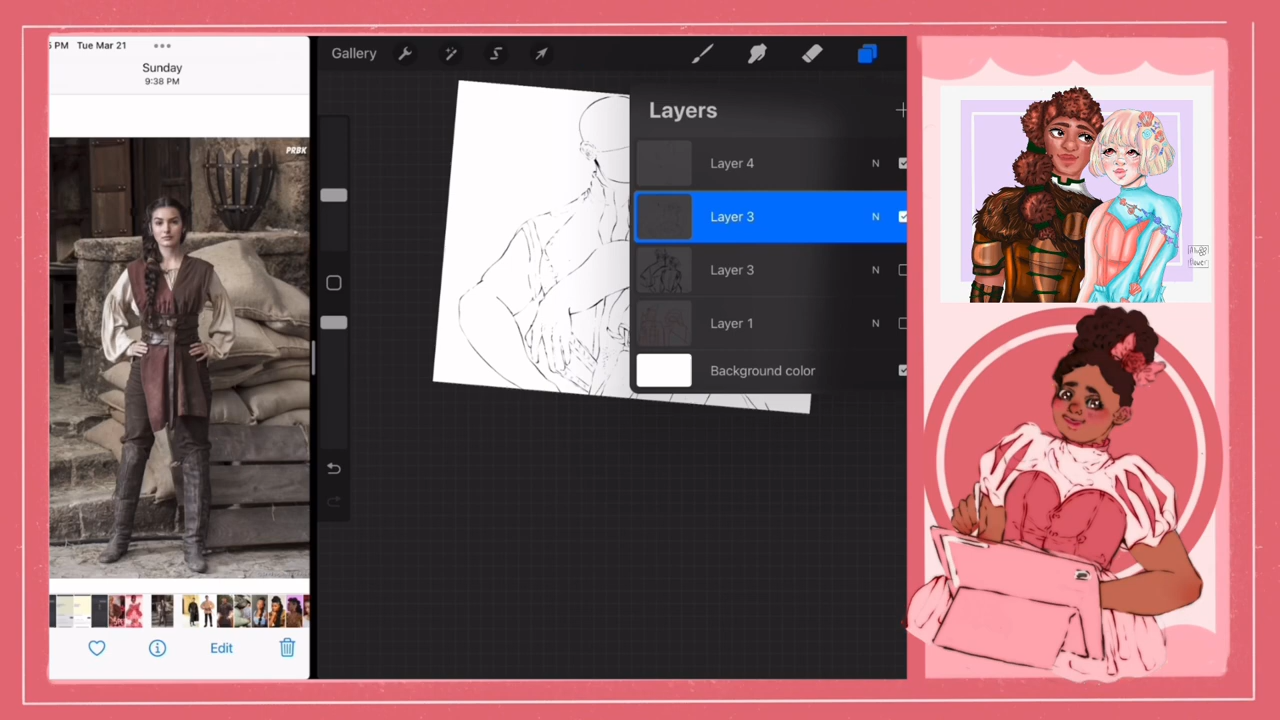 PM Tue Mar 21
Sunday
9:38 PM
PRBK
Edit
Gallery
Layers
Layer 4 N
Layer 3 N
Layer 3 N
Layer 1 N
Background color